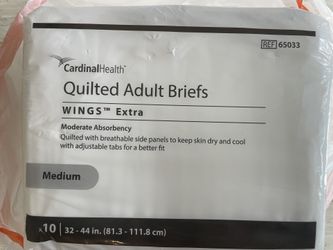 REF 65033
CardinalHealth™
Quilted Adult Briefs
WINGS™ Extra
Moderate Absorbency
Quilted with breathable side panels to keep skin dry and cool
with adjustable tabs for a better fit
Medium
x10
32 - 44 in. (81.3 - 111.8 cm)